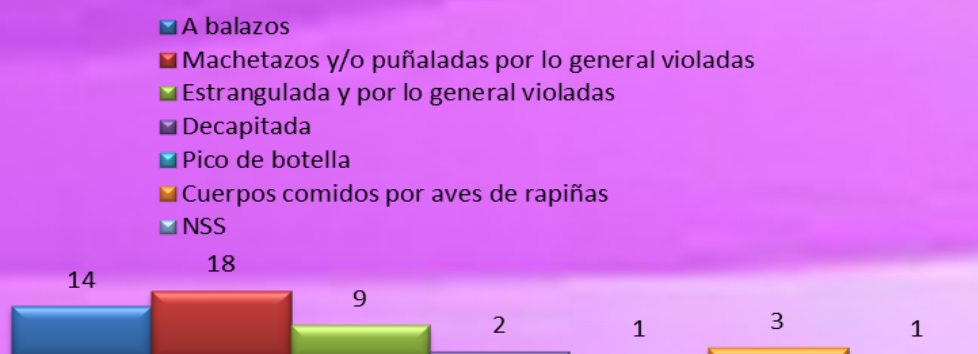 A balazos
Machetazos y/o puñaladas por lo general violadas
Estrangulada y por lo general violadas
Decapitada
Pico de botella
Cuerpos comidos por aves de rapiñas
NSS
14
18
9
2
1
3
1